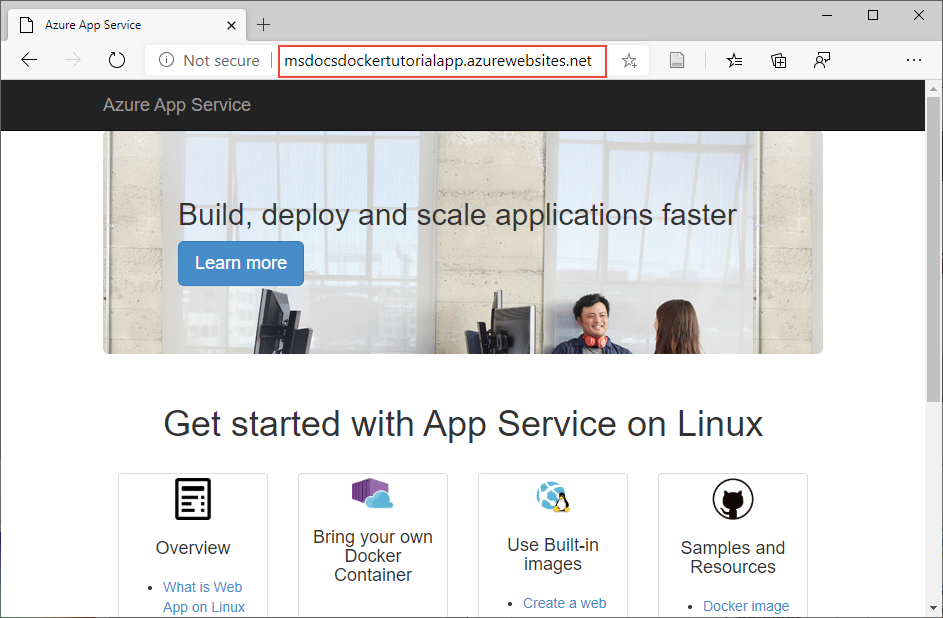 Azure App Service
Not secure
msdocsdockertutorialapp.azurewebsites.net
Azure App Service
Build, deploy and scale applications faster
Learn more
Get started with App Service on Linux
Overview
What is Web
App on Linux
Bring your own
Docker
Container
Use Built-in
images
Create a web
Samples and
Resources
Docker image